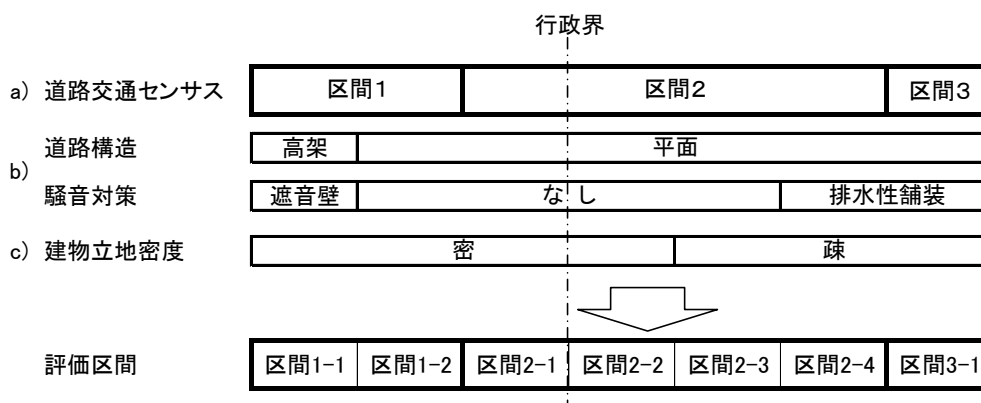 行政界
a) 道路交通センサス 区間1 区間2 区間3
道路構造 高架 平面
b)
騒音対策 遮音壁 なし 排水性舗装
c) 建物立地密度 密 疎
評価区間 区間1-1 区間1-2 区間2-1 区間2-2 区間2-3 区間2-4 区間3-1